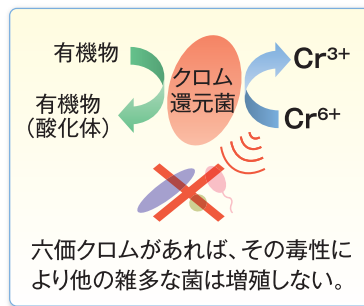 有機物
有機物
（酸化体）
クロム
還元菌
Cr3+
Cr6+
六価クロムがあれば、その毒性に
より他の雑多な菌は増殖しない。